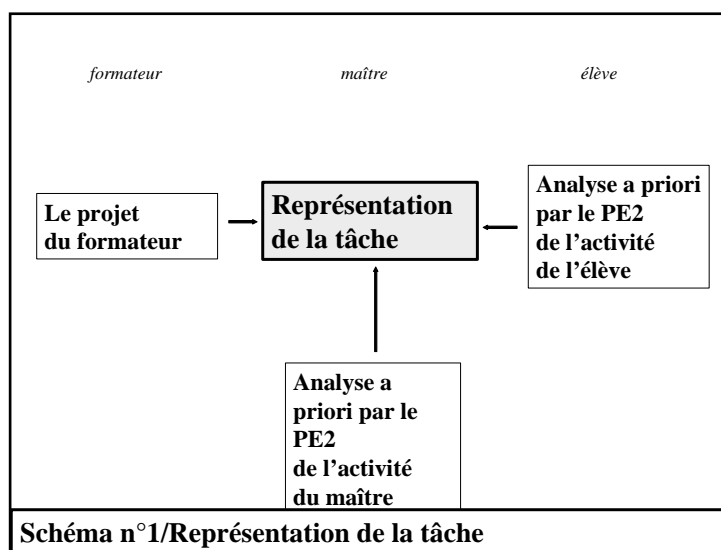 formateur maître élève
Le projet
du formateur
Représentation
de la tâche
Analyse a priori
par le PE2
de l’activité
de l’élève
Analyse a
priori par le
PE2
de l’activité
du maître
Schéma n°1/Représentation de la tâche